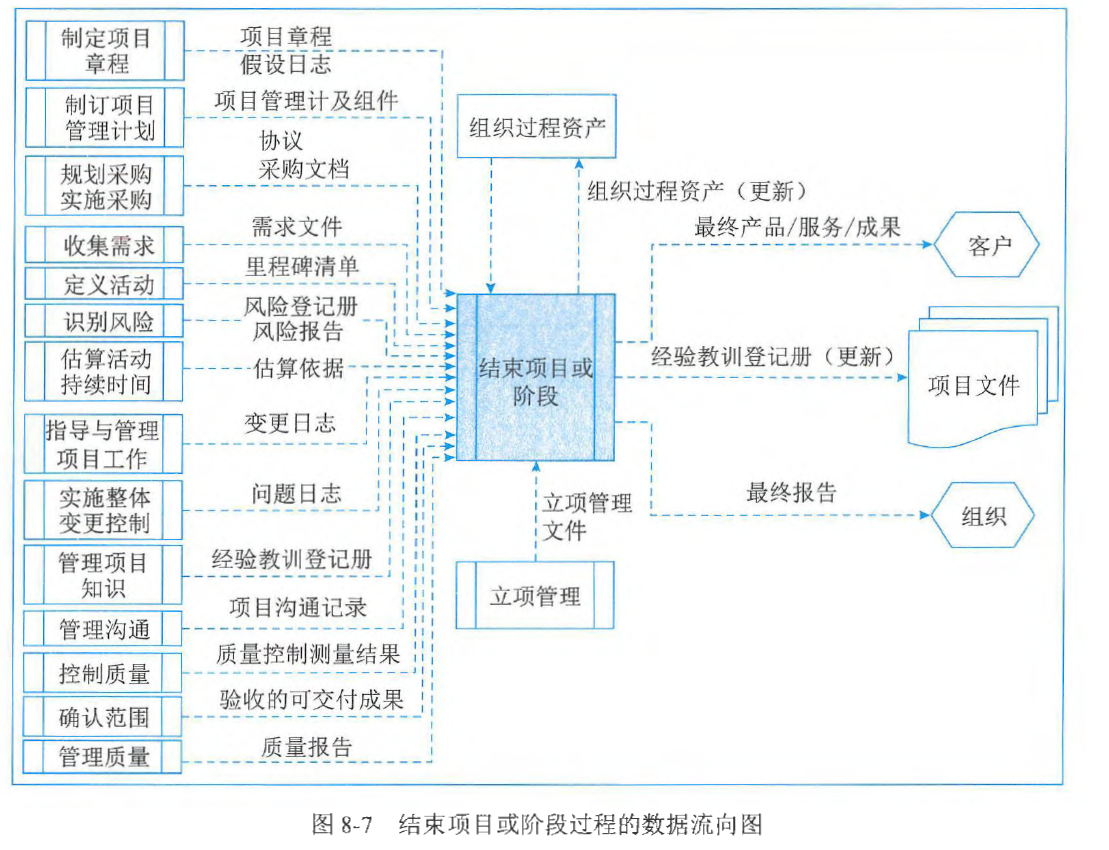 制定项目
章程
项目章程
假设日志
制订项目
管理计划
项目管理计及组件
规划采购
实施采购
协议
采购文档
收集需求
需求文件
定义活动
里程碑清单
识别风险
风险登记册
风险报告
估算活动
持续时间
估算依据
指导与管理
项目工作
变更日志
实施整体
变更控制
问题日志
管理项目
知识
经验教训登记册
管理沟通
项目沟通记录
控制质量
质量控制测量结果
确认范围
验收的可交付成果
管理质量
质量报告
组织过程资产
组织过程资产（更新）
结束项目或
阶段
立项管理
文件
立项管理
最终产品/服务/成果
客户
经验教训登记册（更新）
项目文件
最终报告
组织
图 8-7 结束项目或阶段过程的数据流向图